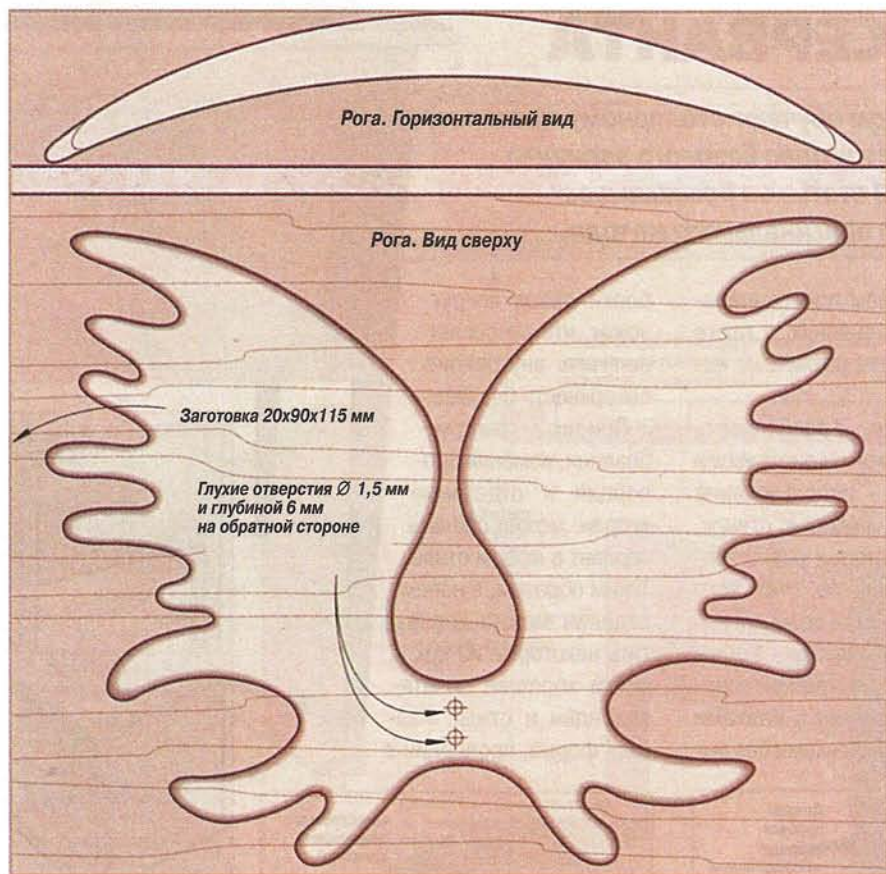 Рога. Горизонтальный вид
Рога. Вид сверху
Заготовка 20х90х115 мм
Глухие отверстия Ø 1,5 мм
и глубиной 6 мм
на обратной стороне